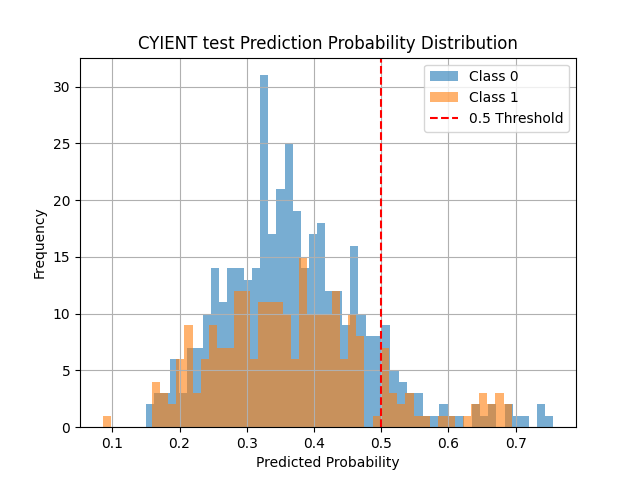 CYIENT test Prediction Probability Distribution
Class 0
Class 1
0.5 Threshold
Frequency
30
25
20
15
10
5
0
0.1 0.2 0.3 0.4 0.5 0.6 0.7
Predicted Probability